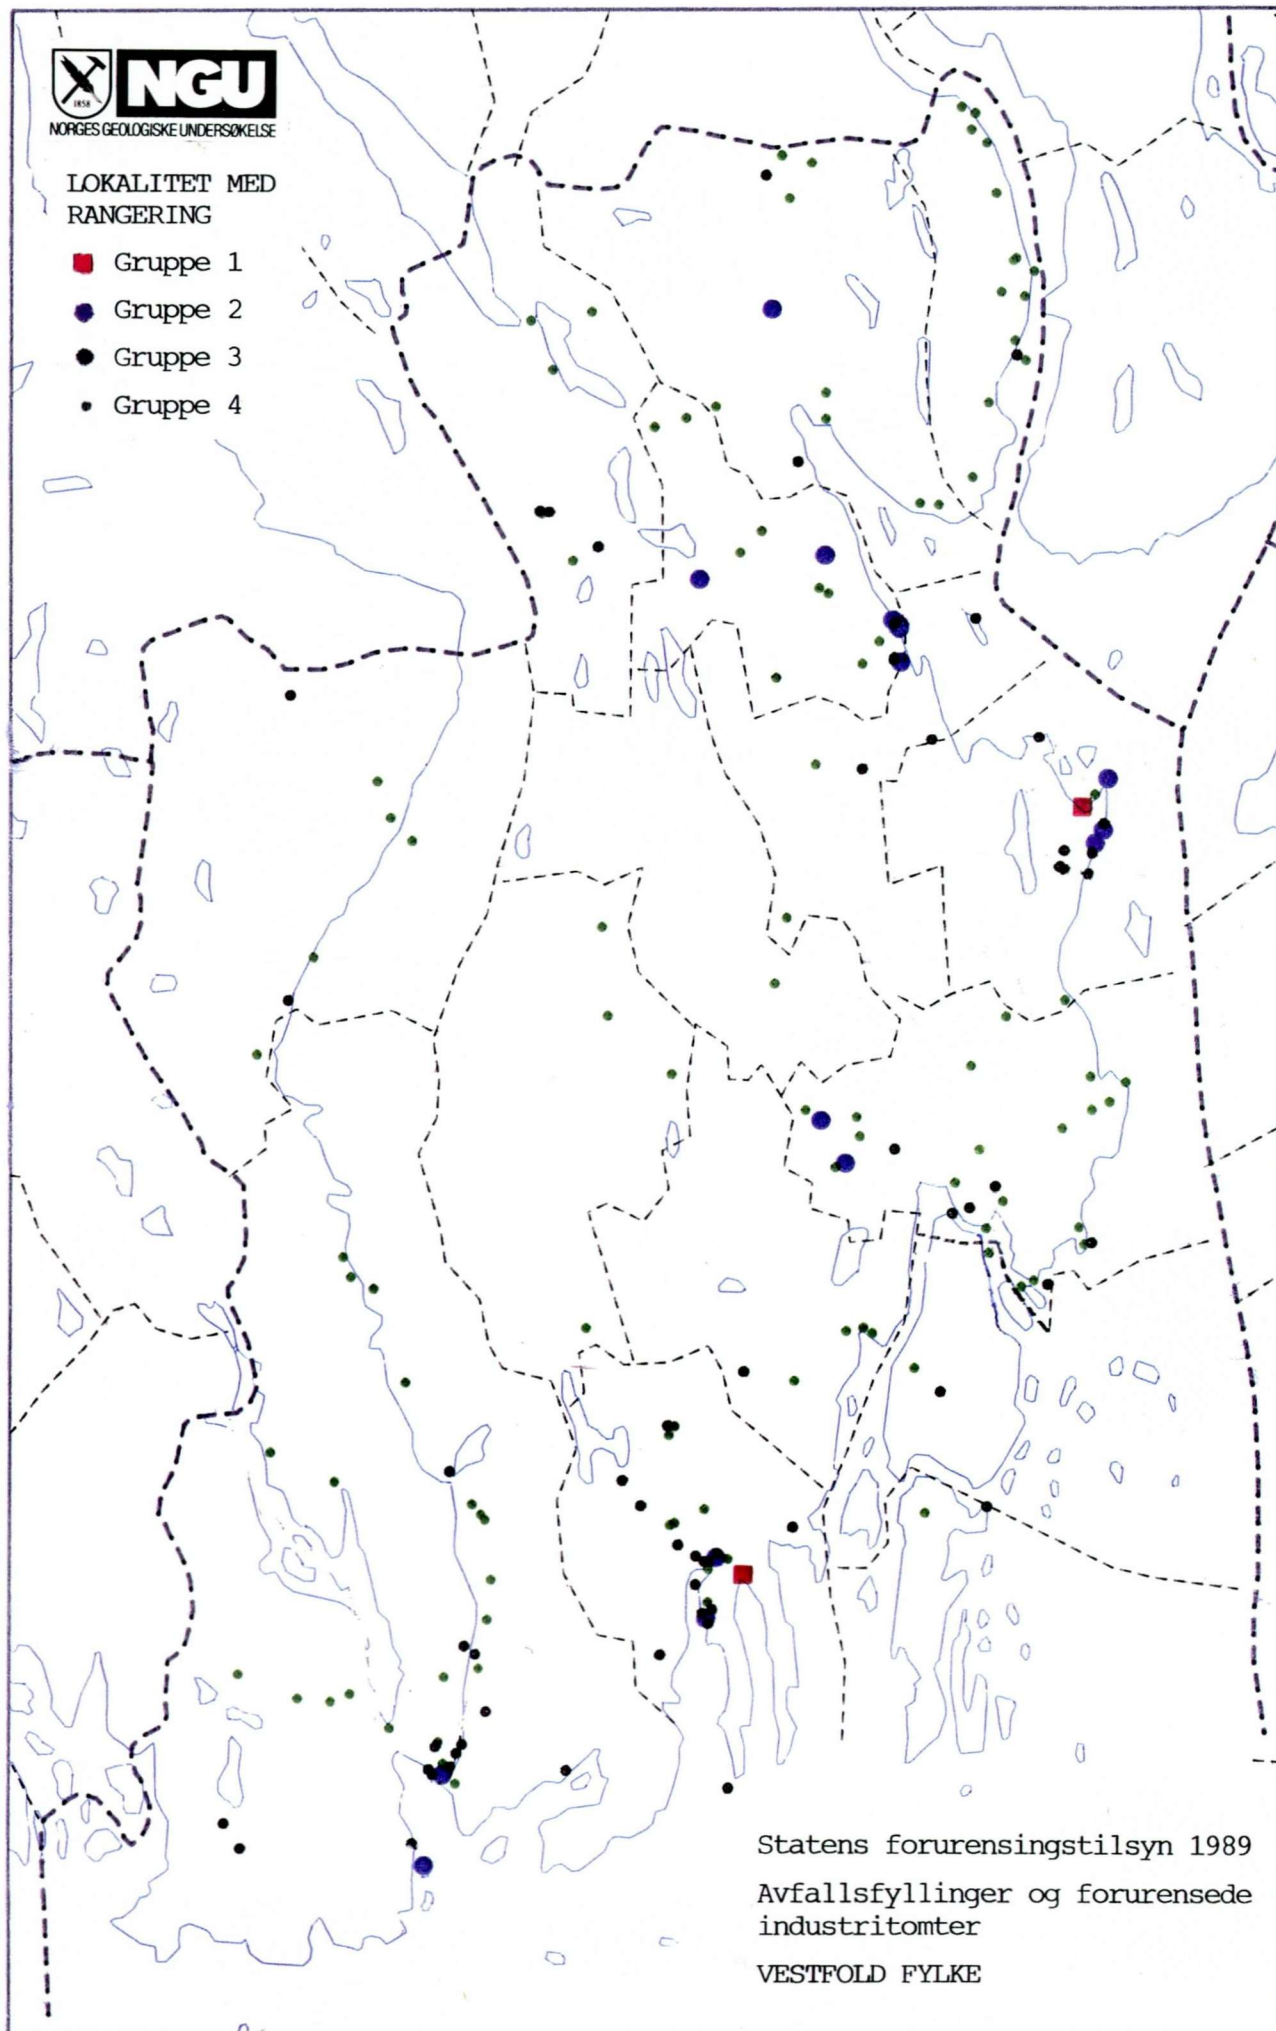 NGU
1858
NORGES GEOLOGISKE UNDERSØKELSE
LOKALITET MED
RANGERING
Gruppe 1
Gruppe 2
Gruppe 3
Gruppe 4
Statens forurensingstilsyn 1989
Avfallsfyllinger og forurensede
industritomter
VESTFOLD FYLKE